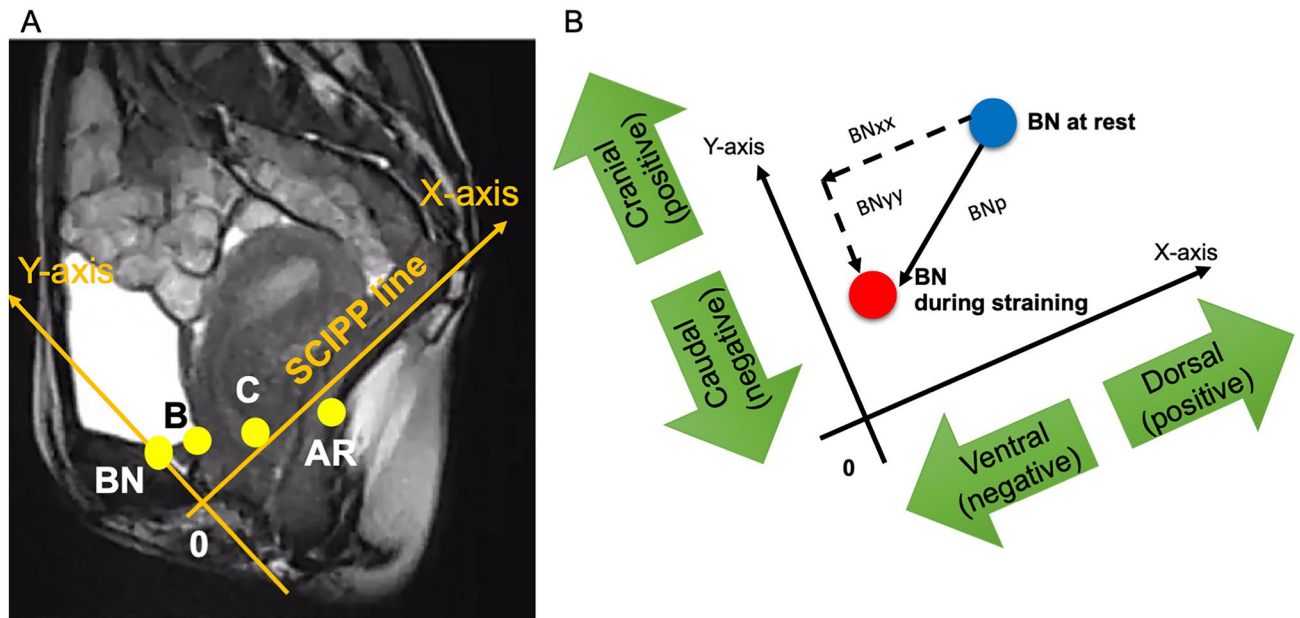 A
Y-axis
X-axis
SCIPP line
BN
B
C
AR
0
B
Cranial
(positive)
Caudal
(negative)
Y-axis
BNxx
BNyy
BNp
BN at rest
BN
during straining
X-axis
0
Ventral
(negative)
Dorsal
(positive)